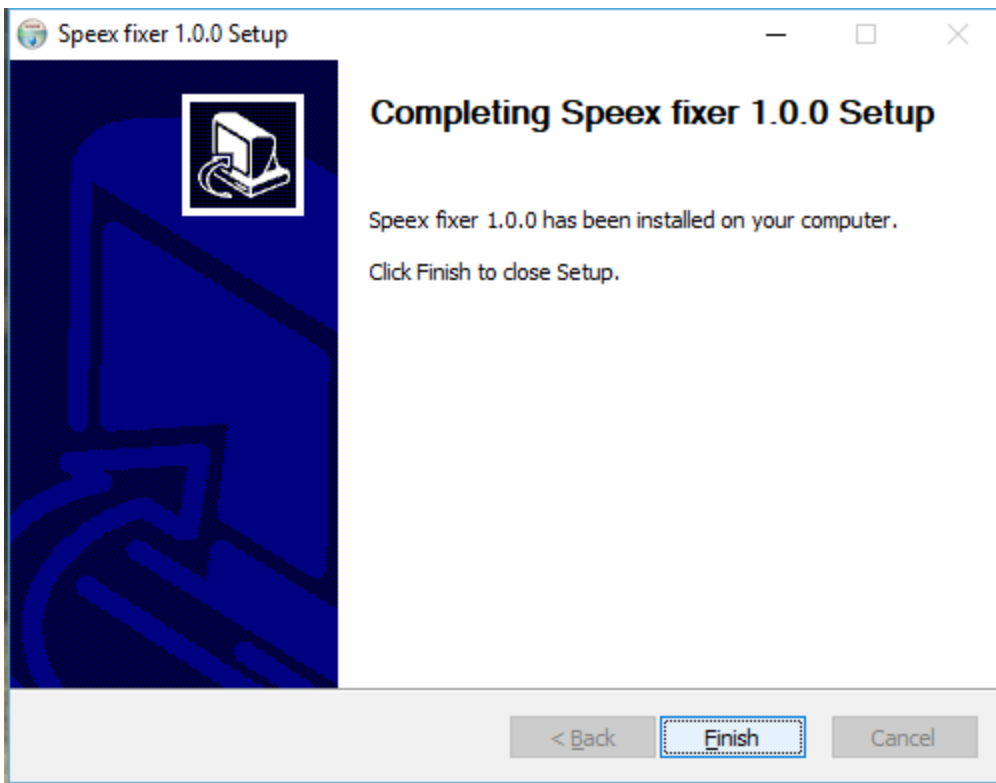 Speex fixer 1.0.0 Setup
Completing Speex fixer 1.0.0 Setup
Speex fixer 1.0.0 has been installed on your computer.
Click Finish to close Setup.
< Back
Finish
Cancel